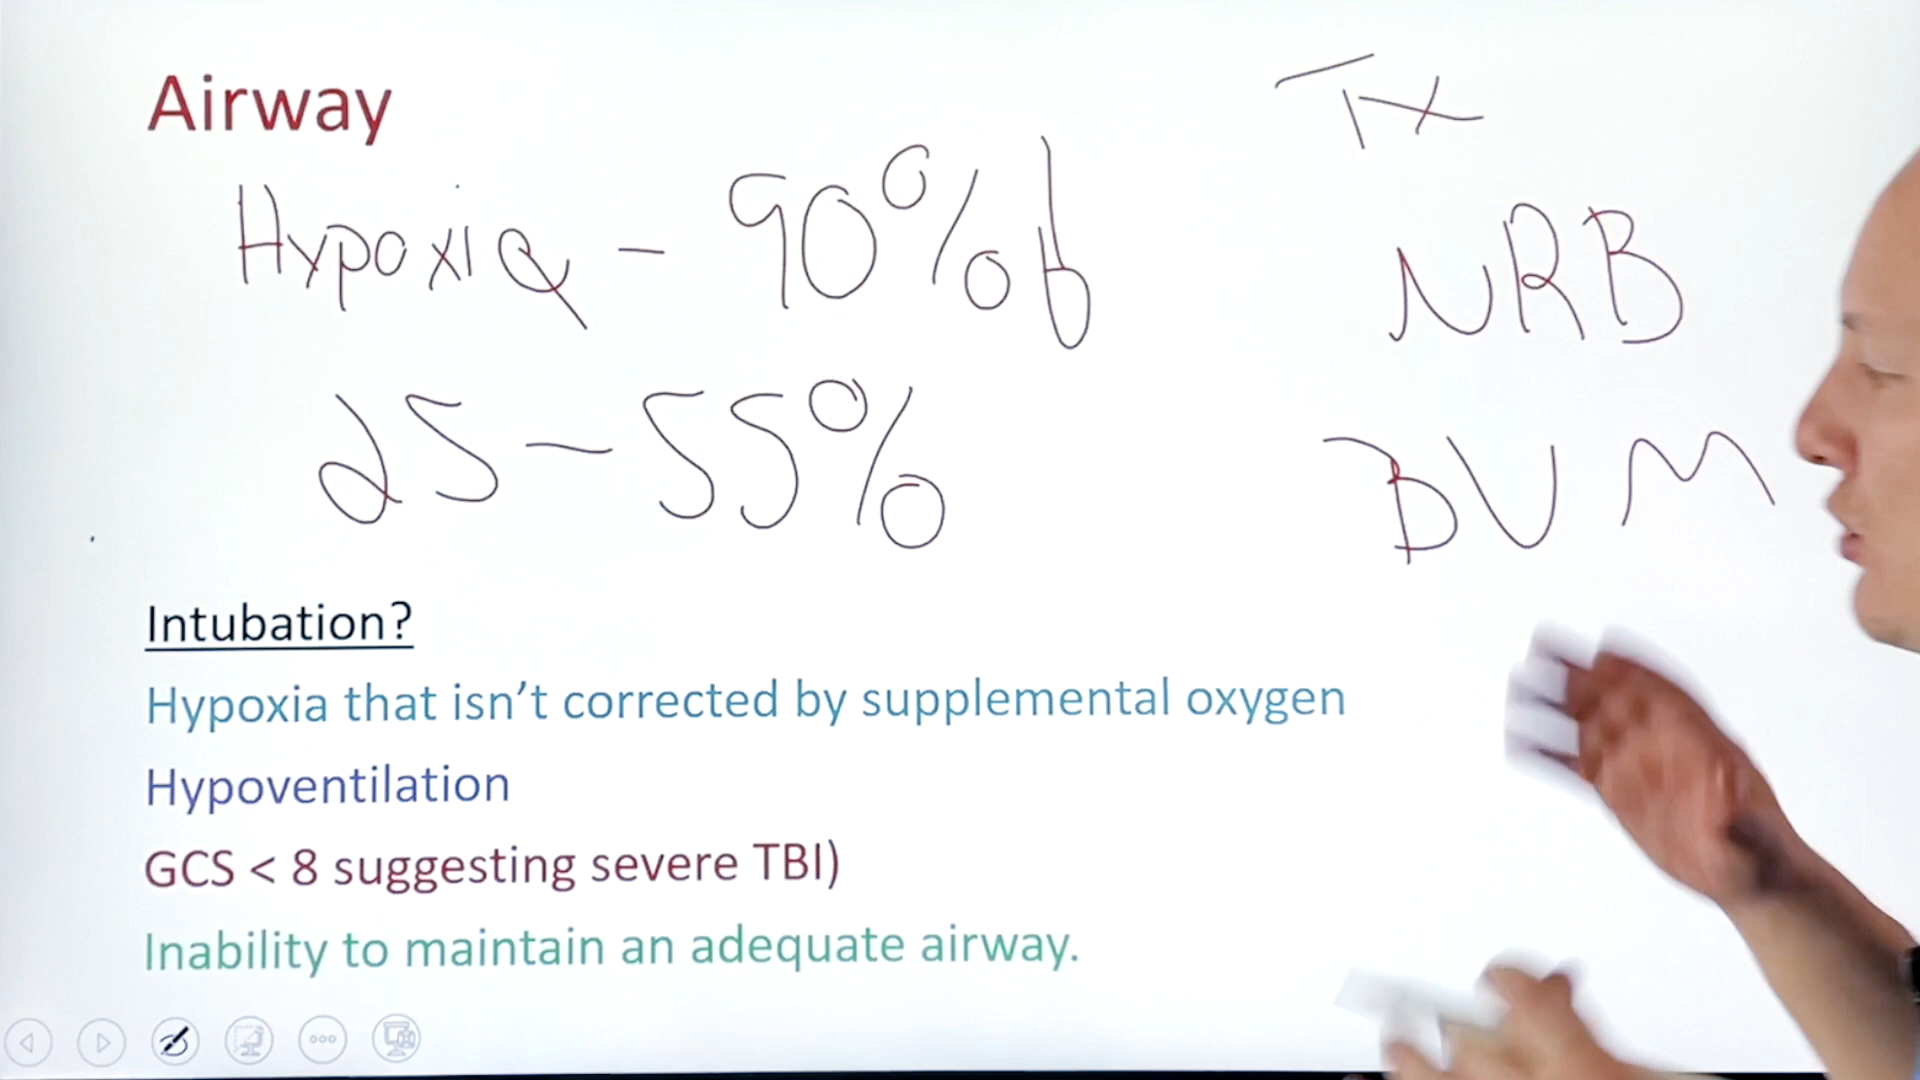 Airway
Tx
Hypoxia - 90%
NRB
25-55%
BVM
Intubation?
Hypoxia that isn’t corrected by supplemental oxygen
Hypoventilation
GCS < 8 suggesting severe TBI)
Inability to maintain an adequate airway.